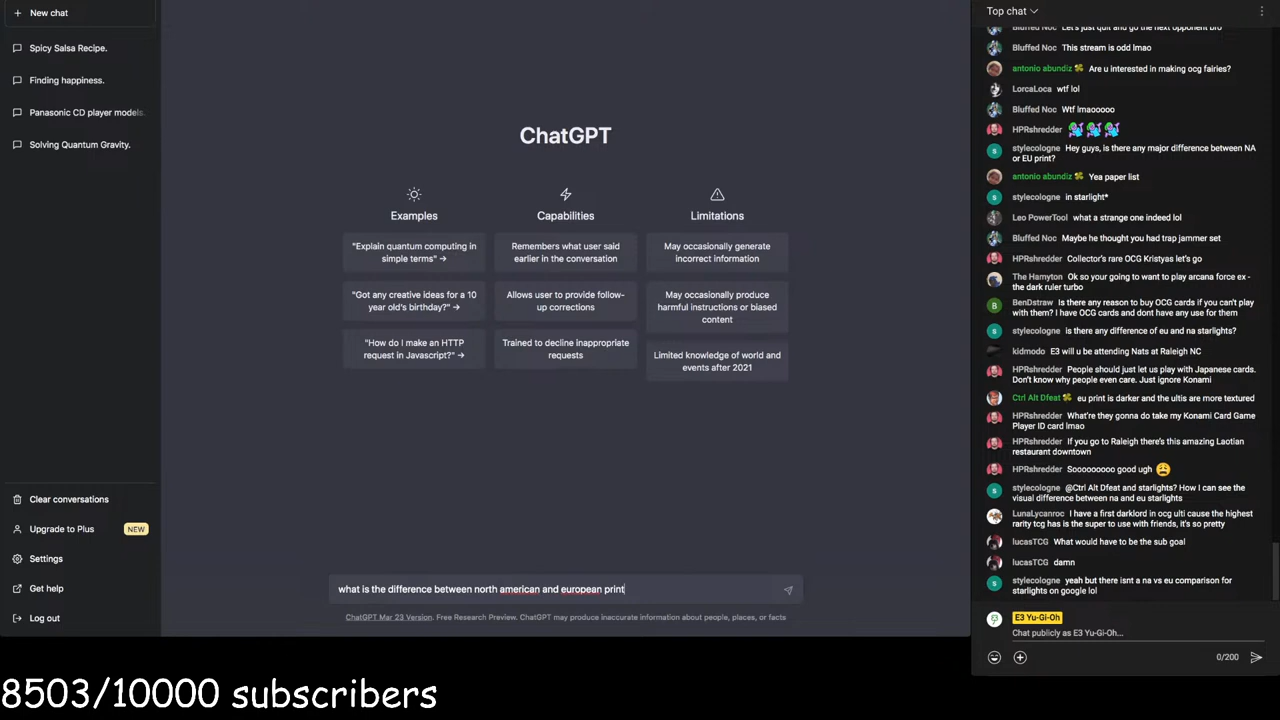 New chat
Spicy Salsa Recipe.
Finding happiness.
Panasonic CD player models.
Solving Quantum Gravity.
Clear conversations
Upgrade to Plus
NEW
Settings
Get help
Log out
ChatGPT
Examples
"Explain quantum computing in
simple terms" →
"Got any creative ideas for a 10
year old's birthday?" →
"How do I make an HTTP
request in Javascript?" →
Capabilities
Remembers what user said
earlier in the conversation
Allows user to provide follow-
up corrections
Trained to decline inappropriate
requests
Limitations
May occasionally generate
incorrect information
May occasionally produce
harmful instructions or biased
content
Limited knowledge of world and
events after 2021
what is the difference between north american and european print
ChatGPT Mar 23 Version. Free Research Preview. ChatGPT may produce inaccurate information about people, places, or facts
Top chat
Bluffed Noc Let's just quit and go the next opponent bro
Bluffed Noc This stream is odd lmao
antonio abundiz Are u interested in making ocg fairies?
LorcaLoca wtf lol
Bluffed Noc Wtf lmaooooo
HPRshredder
stylecologne Hey guys, is there any major difference between NA
or EU print?
antonio abundiz Yea paper list
stylecologne in starlight*
Leo PowerTool what a strange one indeed lol
Bluffed Noc Maybe he thought you had trap jammer set
HPRshredder Collector's rare OCG Kristyas let's go
The Hamyton Ok so your going to want to play arcana force ex -
the dark ruler turbo
BenDstraw Is there any reason to buy OCG cards if you can't play
with them? I have OCG cards and dont have any use for them
stylecologne is there any difference of eu and na starlights?
kidmodo E3 will u be attending Nats at Raleigh NC
HPRshredder People should just let us play with Japanese cards.
Don't know why people even care. Just ignore Konami
Ctrl Alt Dfeat eu print is darker and the ultis are more textured
HPRshredder What're they gonna do take my Konami Card Game
Player ID card lmao
HPRshredder If you go to Raleigh there's this amazing Laotian
restaurant downtown
HPRshredder Sooooooooo good ugh
stylecologne @Ctrl Alt Dfeat and starlights? How I can see the
visual difference between na and eu starlights
LunaLycanroc I have a first darklord in ocg ulti cause the highest
rarity tcg has is the super to use with friends, it's so pretty
lucasTCG What would have to be the sub goal
lucasTCG damn
stylecologne yeah but there isnt a na vs eu comparison for
starlights on google lol
E3 Yu-Gi-Oh
Chat publicly as E3 Yu-Gi-Oh...
0/200
8503/10000 subscribers